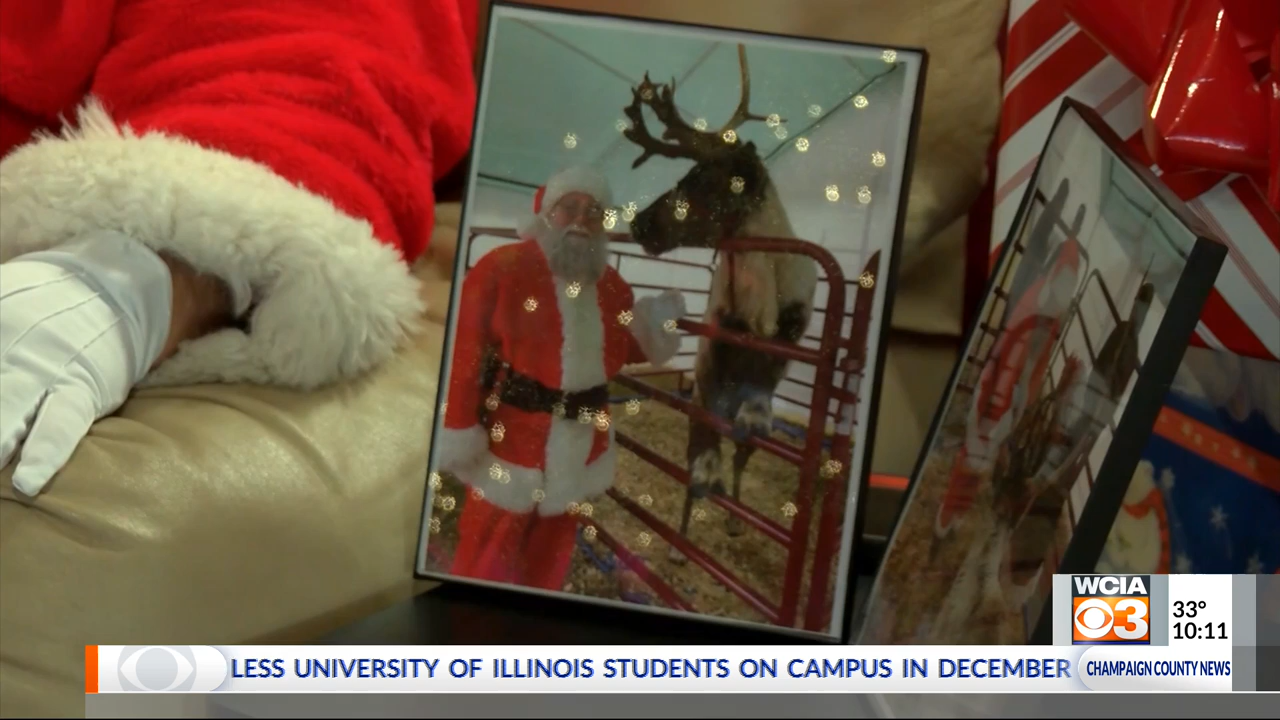 WCIA
3
33°
10:11
LESS UNIVERSITY OF ILLINOIS STUDENTS ON CAMPUS IN DECEMBER
CHAMPAIGN COUNTY NEWS